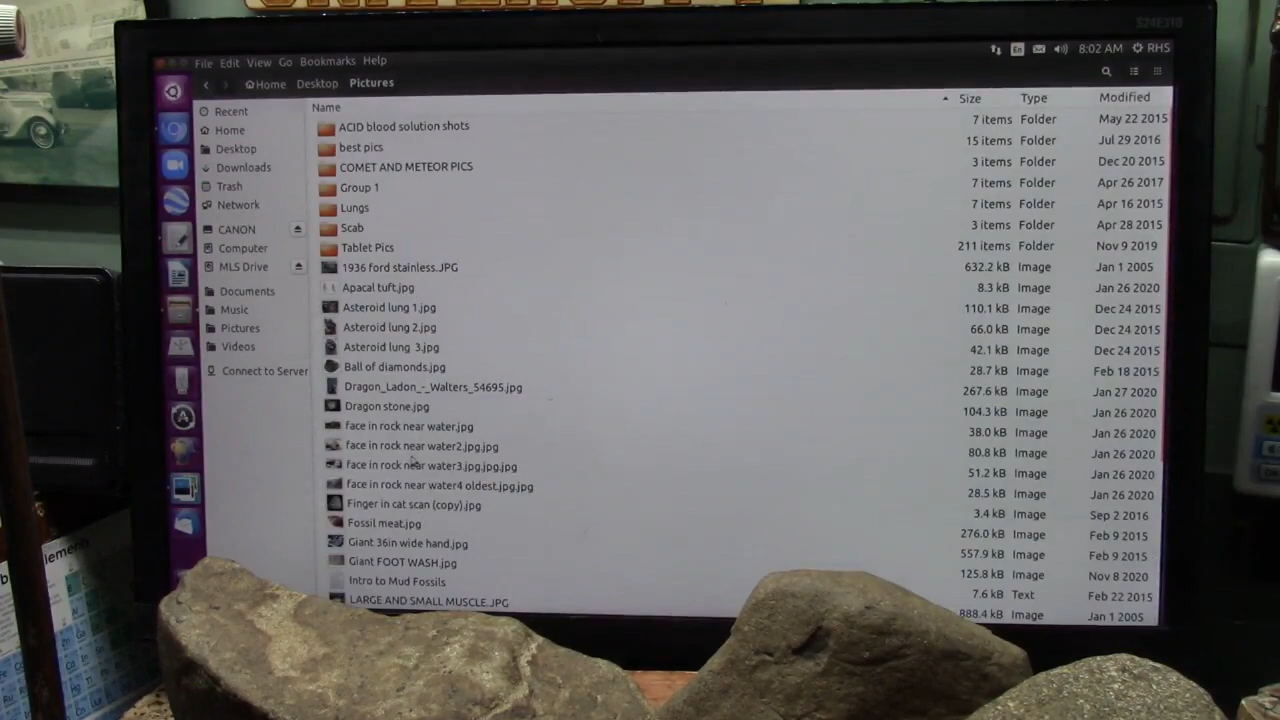 S24E310
File Edit View Go Bookmarks Help
En 8:02 AM RHS
Home Desktop Pictures
Name Size Type Modified
Recent
Home
Desktop
Downloads
Trash
Network
CANON
Computer
MLS Drive
Documents
Music
Pictures
Videos
Connect to Server
ACID blood solution shots 7 items Folder May 22 2015
best pics 15 items Folder Jul 29 2016
COMET AND METEOR PICS 3 items Folder Dec 20 2015
Group 1 7 items Folder Apr 26 2017
Lungs 7 items Folder Apr 16 2015
Scab 3 items Folder Apr 28 2015
Tablet Pics 211 items Folder Nov 9 2019
1936 ford stainless.JPG 632.2 kB Image Jan 1 2005
Apacal tuft.jpg 8.3 kB Image Jan 26 2020
Asteroid lung 1.jpg 110.1 kB Image Dec 24 2015
Asteroid lung 2.jpg 66.0 kB Image Dec 24 2015
Asteroid lung 3.jpg 42.1 kB Image Dec 24 2015
Ball of diamonds.jpg 28.7 kB Image Feb 18 2015
Dragon_Ladon_-_Walters_54695.jpg 267.6 kB Image Jan 27 2020
Dragon stone.jpg 104.3 kB Image Jan 26 2020
face in rock near water.jpg 38.0 kB Image Jan 26 2020
face in rock near water2.jpg.jpg 80.8 kB Image Jan 26 2020
face in rock near water3.jpg.jpg.jpg 51.2 kB Image Jan 26 2020
face in rock near water4 oldest.jpg.jpg 28.5 kB Image Jan 26 2020
Finger in cat scan (copy).jpg 3.4 kB Image Sep 2 2016
Fossil meat.jpg 276.0 kB Image Feb 9 2015
Giant 36in wide hand.jpg 557.9 kB Image Feb 9 2015
Giant FOOT WASH.jpg 125.8 kB Image Nov 8 2020
Intro to Mud Fossils 7.6 kB Text Feb 22 2015
LARGE AND SMALL MUSCLE.JPG 888.4 kB Image Jan 1 2005